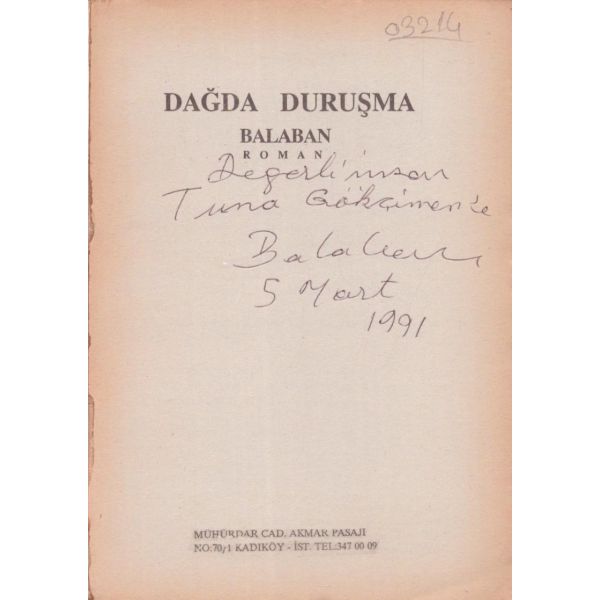 03214
DAĞDA DURUŞMA
BALABAN
ROMAN
Değerli insan
Tuna Gökçimen'e
Balaban
5 Mart
1991
MÜHÜRDAR CAD. AKMAR PASAJI
NO:70/1 KADIKÖY - İST. TEL:347 00 09